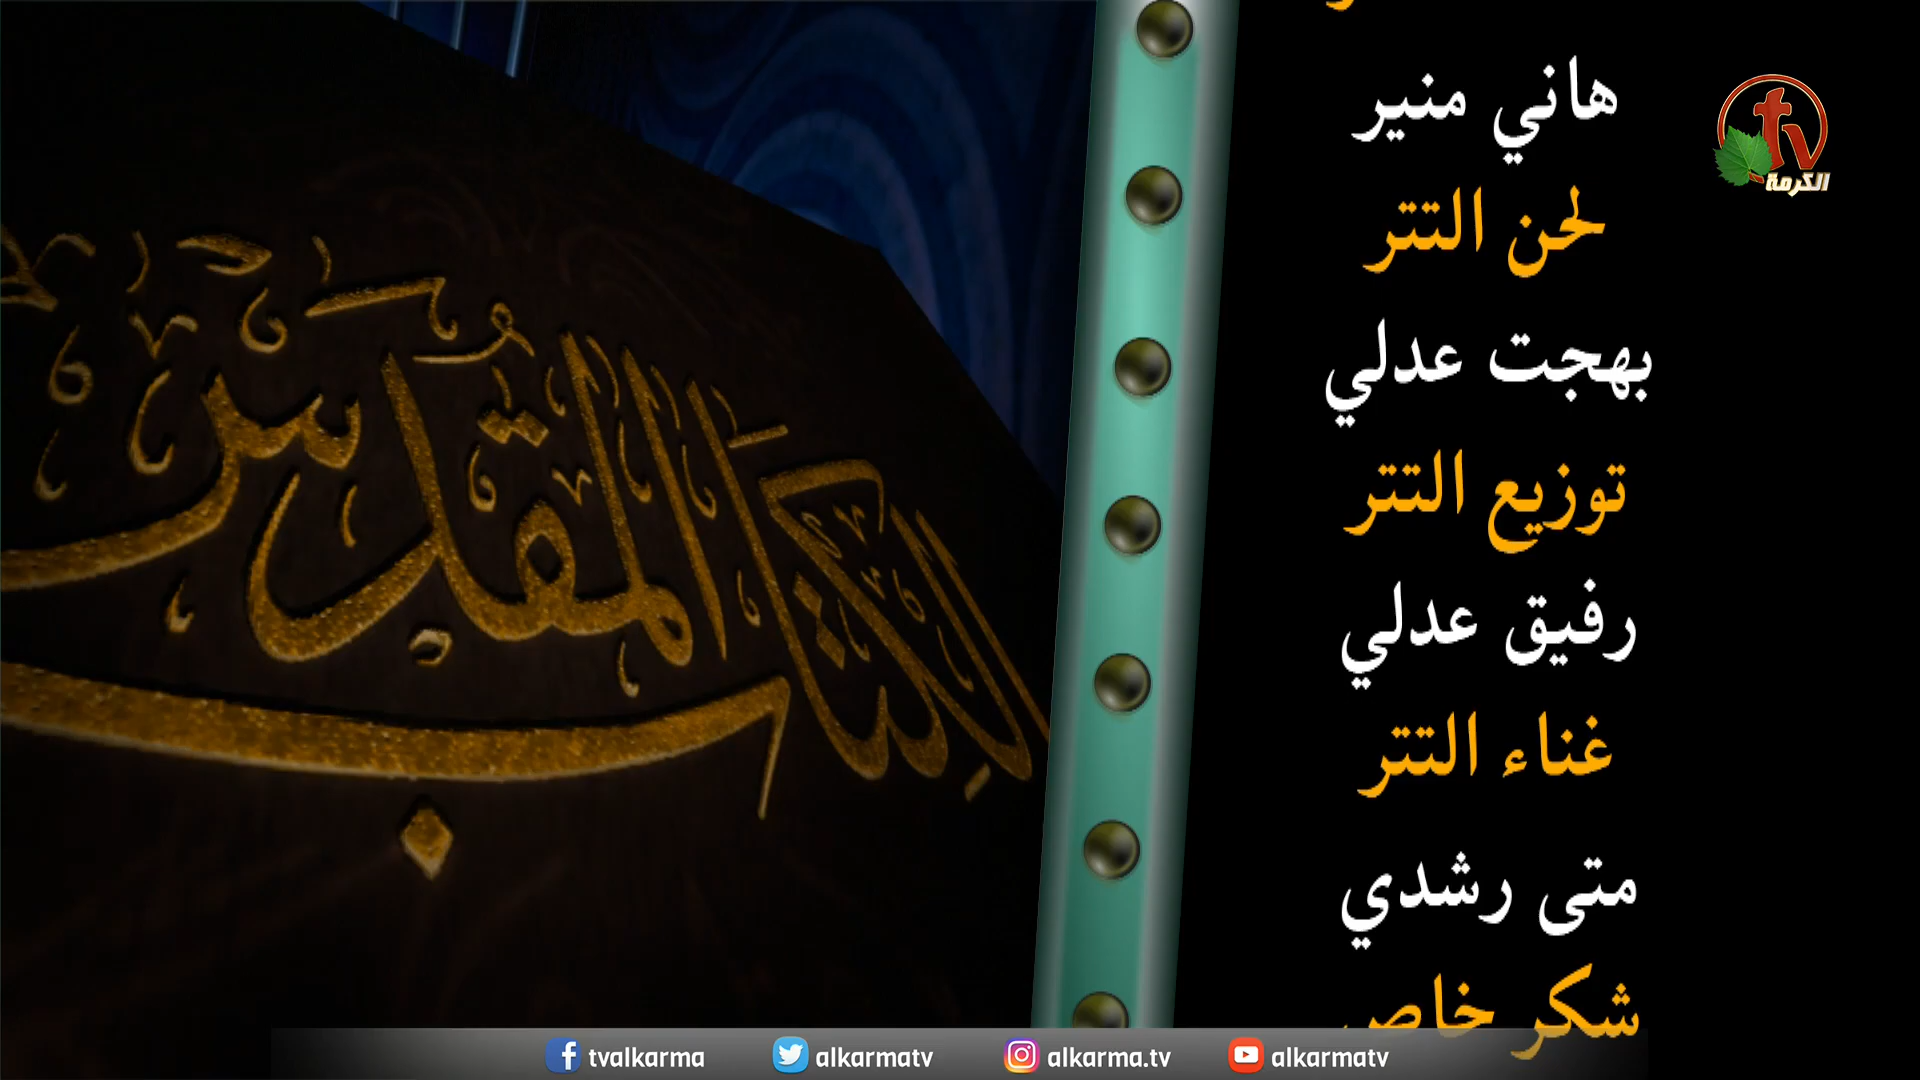 هاني منير
لحن التتر
بهجت عدلي
توزيع التتر
رفيق عدلي
غناء التتر
متى رشدي
شكر خاص
الكتاب المقدس
tv
الكرمة
tvalkarma
alkarmatv
alkarma.tv
alkarmatv